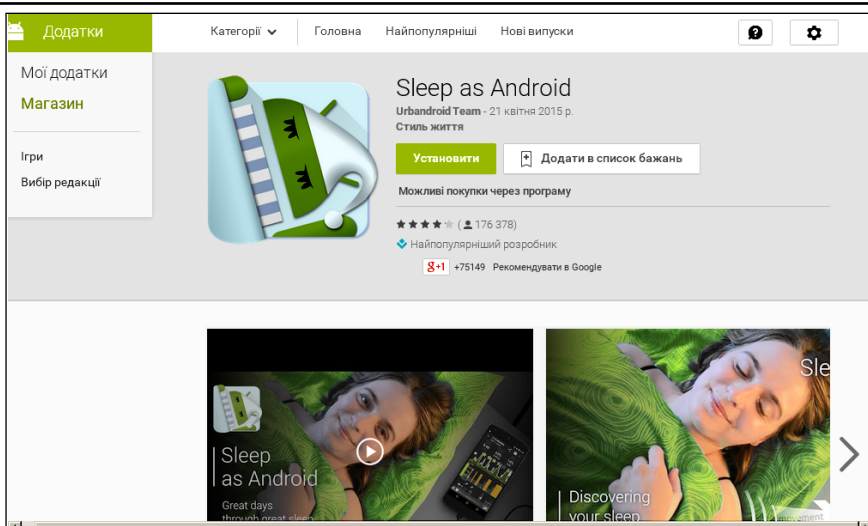 Додатки
Категорії Головна Найпопулярніші Нові випуски
Мої додатки
Магазин
Ігри
Вибір редакції
Sleep as Android
Urbandroid Team - 21 квітня 2015 р.
Стиль життя
Установити
Додати в список бажань
Можливі покупки через програму
(176 378)
Найпопулярніший розробник
g+1 +75149 Рекомендувати в Google
Sleep
as Android
Great days
through great sleep
Sle
Discovering
your sleep
movement